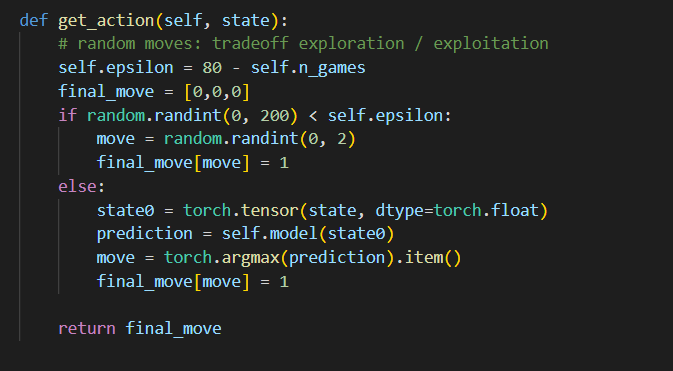 def get_action(self, state):
    # random moves: tradeoff exploration / exploitation
    self.epsilon = 80 - self.n_games
    final_move = [0,0,0]
    if random.randint(0, 200) < self.epsilon:
        move = random.randint(0, 2)
        final_move[move] = 1
    else:
        state0 = torch.tensor(state, dtype=torch.float)
        prediction = self.model(state0)
        move = torch.argmax(prediction).item()
        final_move[move] = 1

    return final_move